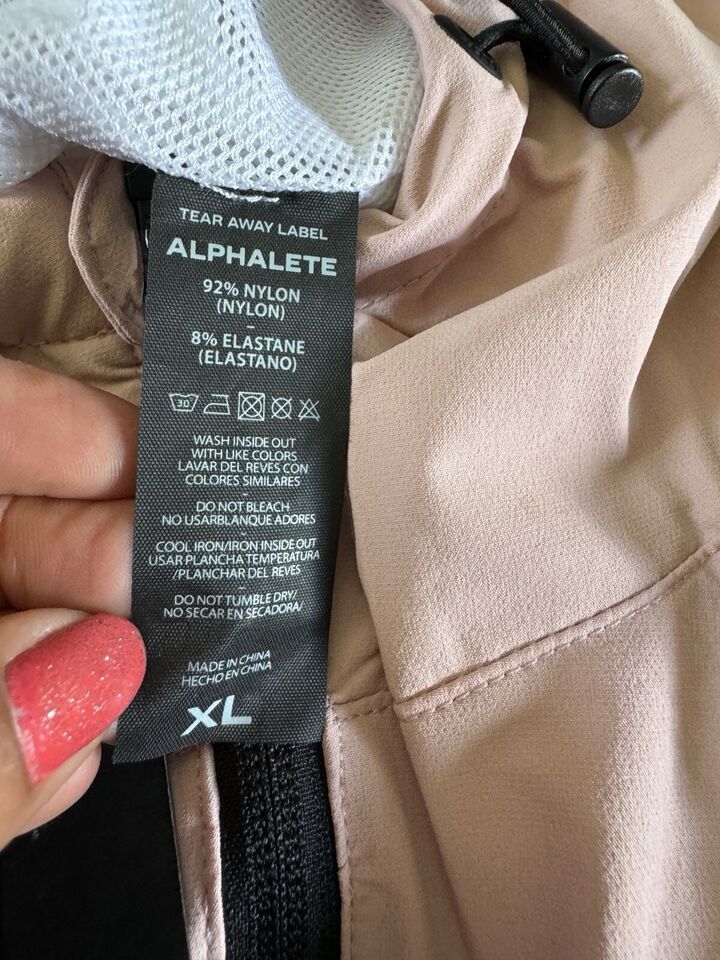 TEAR AWAY LABEL
ALPHALETE
92% NYLON
(NYLON)
-
8% ELASTANE
(ELASTANO)
30
WASH INSIDE OUT
WITH LIKE COLORS
LAVAR DEL REVES CON
COLORES SIMILARES
-
DO NOT BLEACH
NO USARBLANQUE ADORES
-
COOL IRON/IRON INSIDE OUT
USAR PLANCHA TEMPERATURA
/PLANCHAR DEL REVES
-
DO NOT TUMBLE DRY/
NO SECAR EN SECADORA/
MADE IN CHINA
HECHO EN CHINA
XL